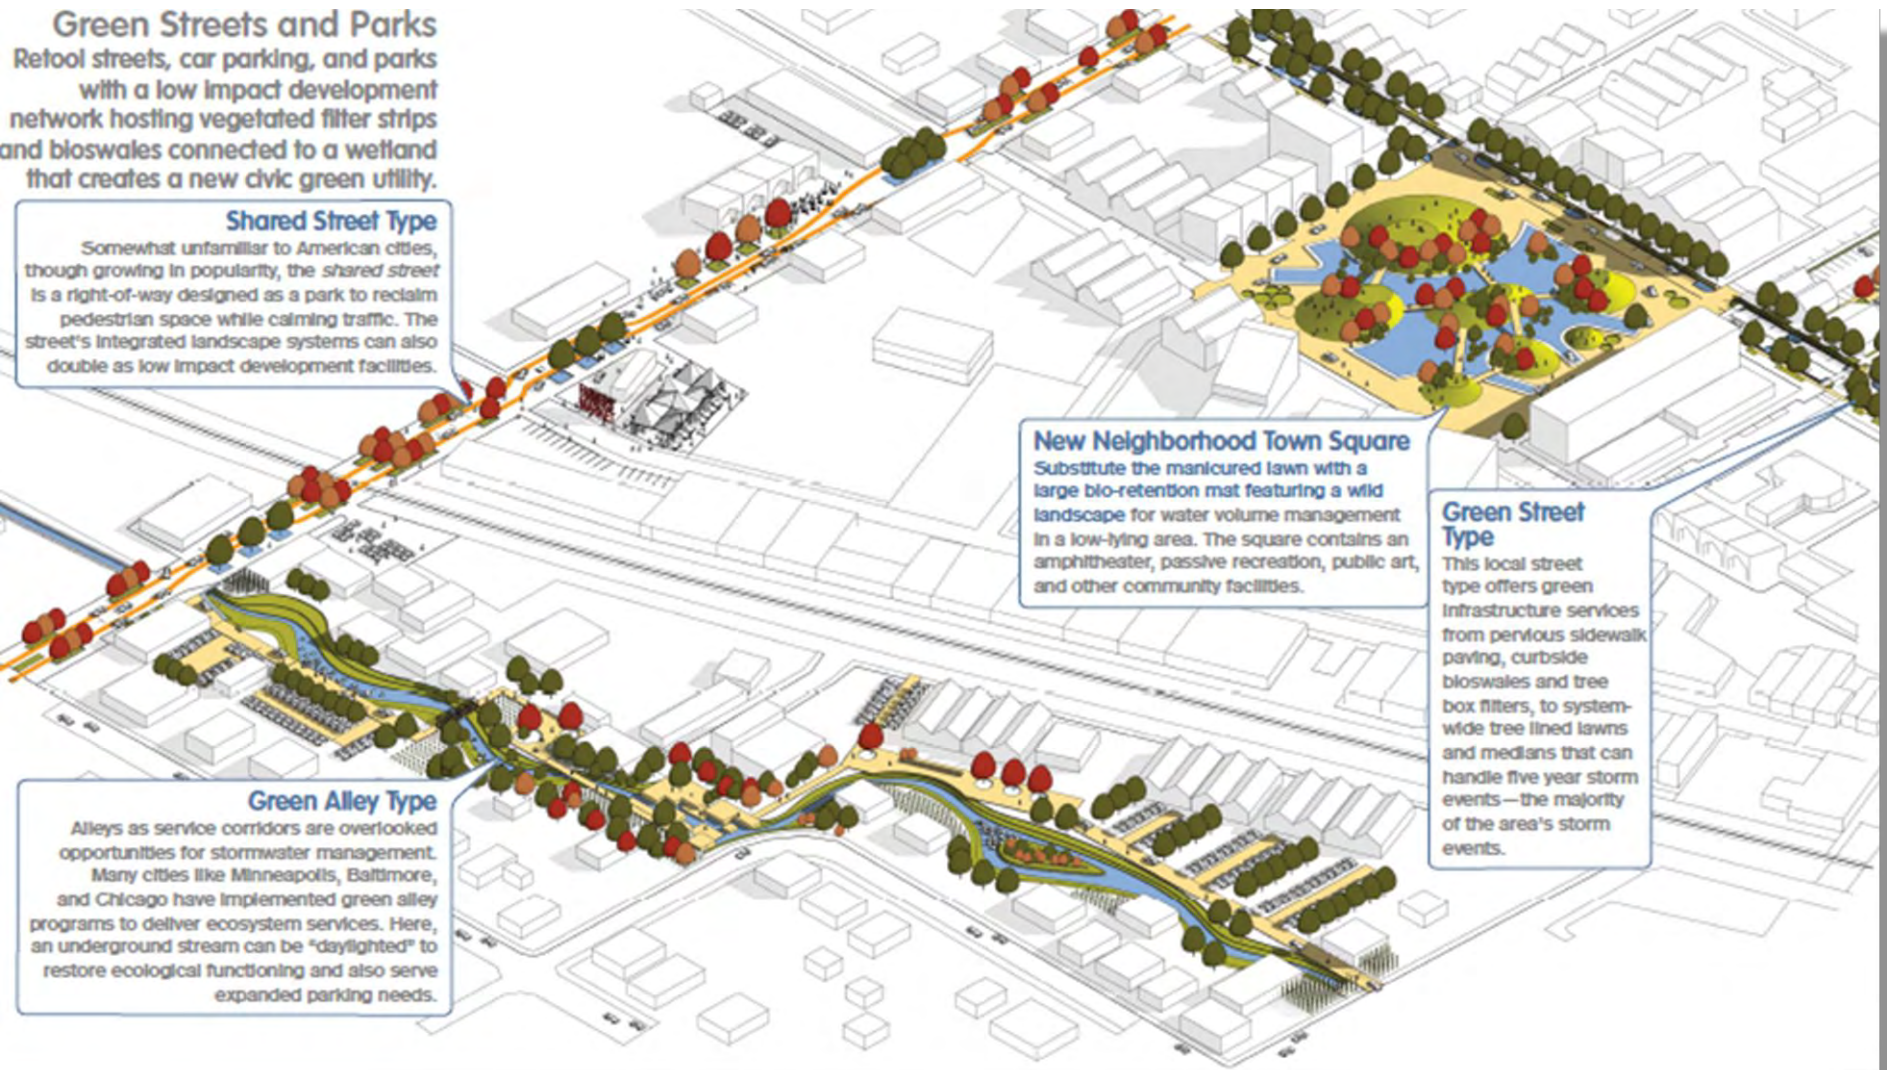 Green Streets and Parks
Retool streets, car parking, and parks
with a low impact development
network hosting vegetated filter strips
and bioswales connected to a wetland
that creates a new civic green utility.
Shared Street Type
Somewhat unfamiliar to American cities,
though growing in popularity, the shared street
is a right-of-way designed as a park to reclaim
pedestrian space while calming traffic. The
street's integrated landscape systems can also
double as low impact development facilities.
New Neighborhood Town Square
Substitute the manicured lawn with a
large bio-retention mat featuring a wild
landscape for water volume management
in a low-lying area. The square contains an
amphitheater, passive recreation, public art,
and other community facilities.
Green Street
Type
This local street
type offers green
infrastructure services
from pervious sidewalk
paving, curbside
bioswales and tree
box filters, to system-
wide tree lined lawns
and medians that can
handle five year storm
events—the majority
of the area's storm
events.
Green Alley Type
Alleys as service corridors are overlooked
opportunities for stormwater management.
Many cities like Minneapolis, Baltimore,
and Chicago have implemented green alley
programs to deliver ecosystem services. Here,
an underground stream can be "daylighted" to
restore ecological functioning and also serve
expanded parking needs.